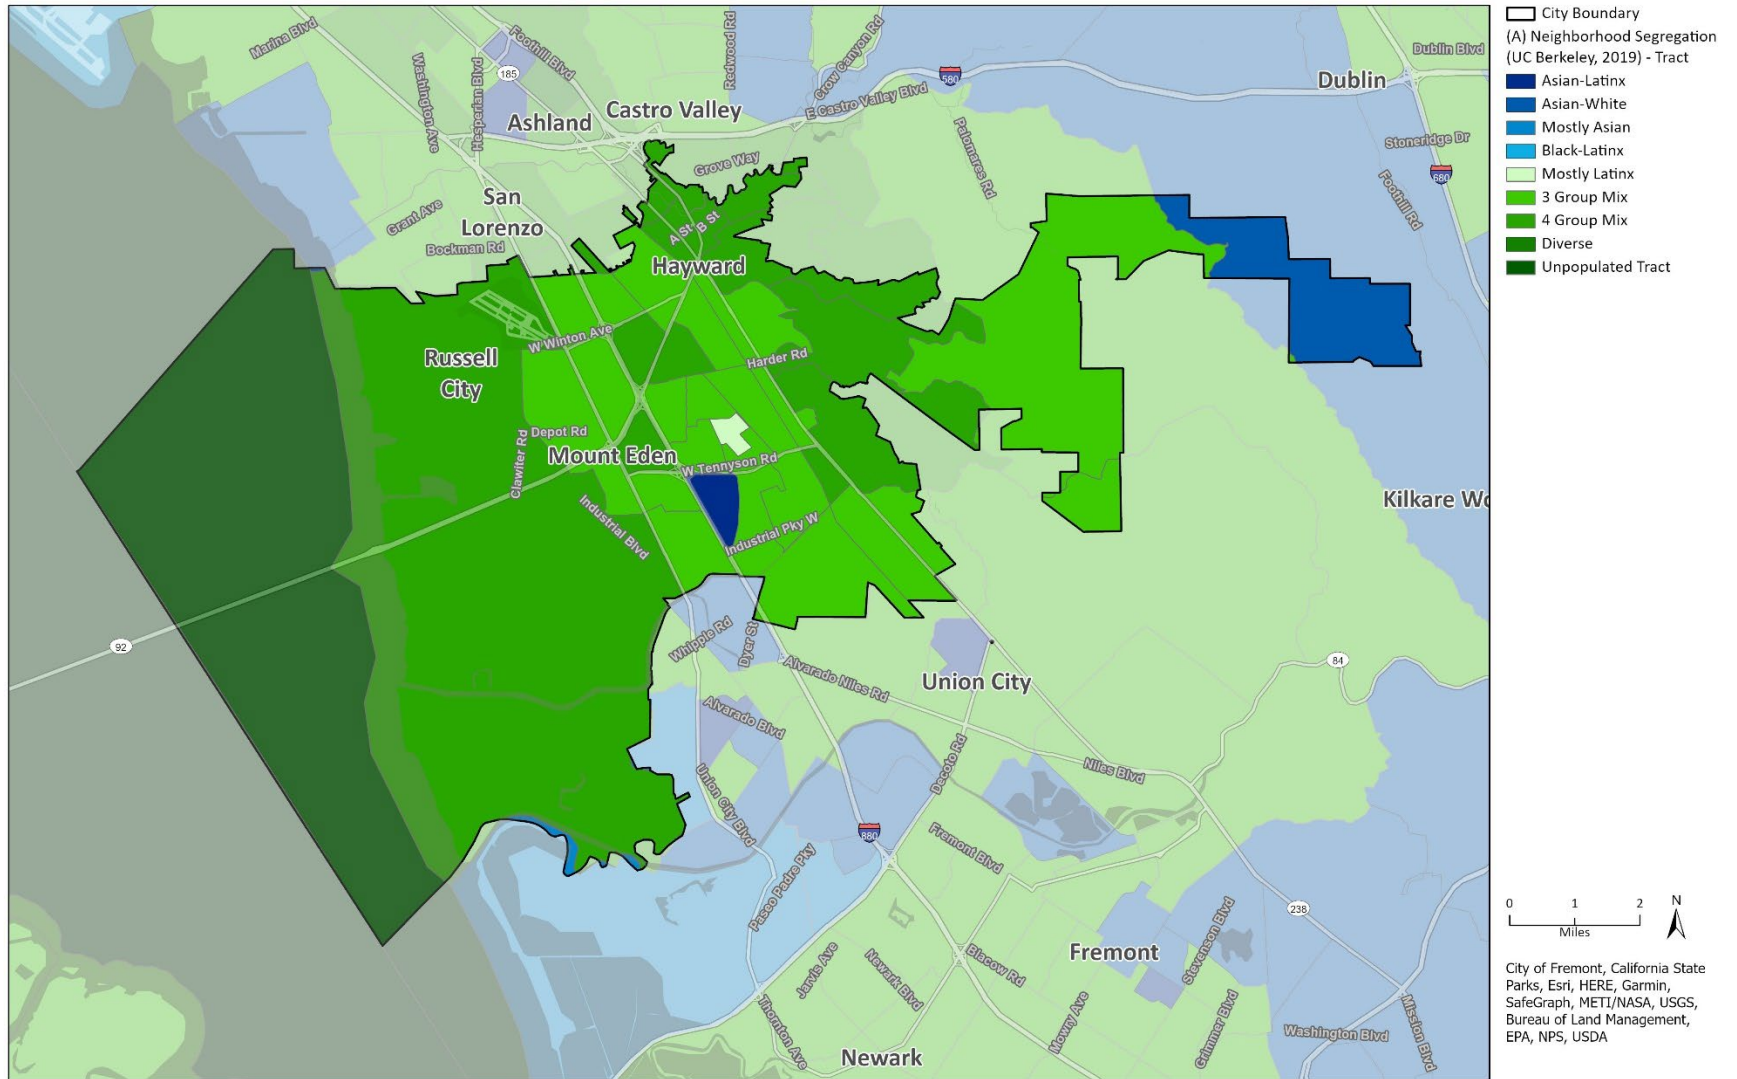 Marina Blvd
Washington Ave
Hesperian Blvd
185
Foothill Blvd
Redwood Rd
Crow Canyon Rd
E Castro Valley Blvd
580
Dublin
Dublin Blvd
Stoneridge Dr
680
Foothill Rd
Castro Valley
Ashland
Palomares Rd
Grove Way
San
Lorenzo
Grant Ave
Bockman Rd
A St
B St
Hayward
Russell
City
W Winton Ave
Harder Rd
Depot Rd
Clawiter Rd
Mount Eden
W Tennyson Rd
Industrial Blvd
Industrial Pky W
Kilkare Wo
92
Whipple Rd
Dyer St
Alvarado Niles Rd
Union City
84
Alvarado Blvd
Union City Blvd
Decoto Rd
Niles Blvd
880
Fremont Blvd
Paseo Padre Pky
238
Fremont
Stevenson Blvd
Jarvis Ave
Newark Blvd
Blacow Rd
Mowry Ave
Grimmer Blvd
Washington Blvd
Mission Blvd
Thornton Ave
Newark
City Boundary
(A) Neighborhood Segregation
(UC Berkeley, 2019) - Tract
Asian-Latinx
Asian-White
Mostly Asian
Black-Latinx
Mostly Latinx
3 Group Mix
4 Group Mix
Diverse
Unpopulated Tract
0 1 2
Miles
N
City of Fremont, California State
Parks, Esri, HERE, Garmin,
SafeGraph, METI/NASA, USGS,
Bureau of Land Management,
EPA, NPS, USDA